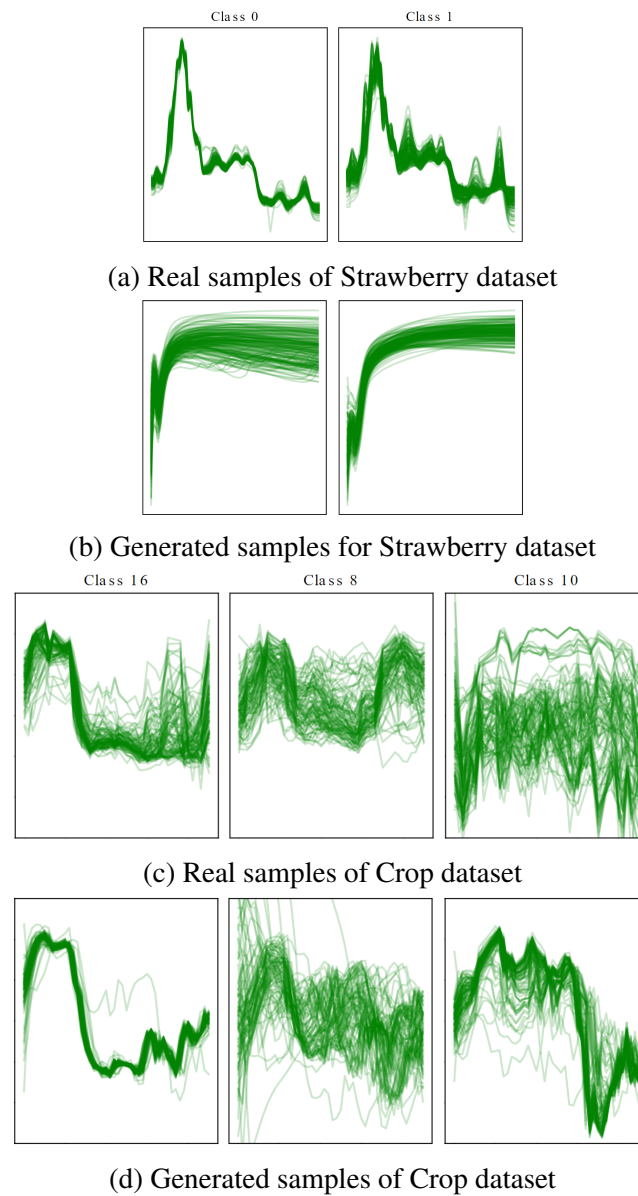 Class 0 Class 1
(a) Real samples of Strawberry dataset
(b) Generated samples for Strawberry dataset
Class 16 Class 8 Class 10
(c) Real samples of Crop dataset
(d) Generated samples of Crop dataset